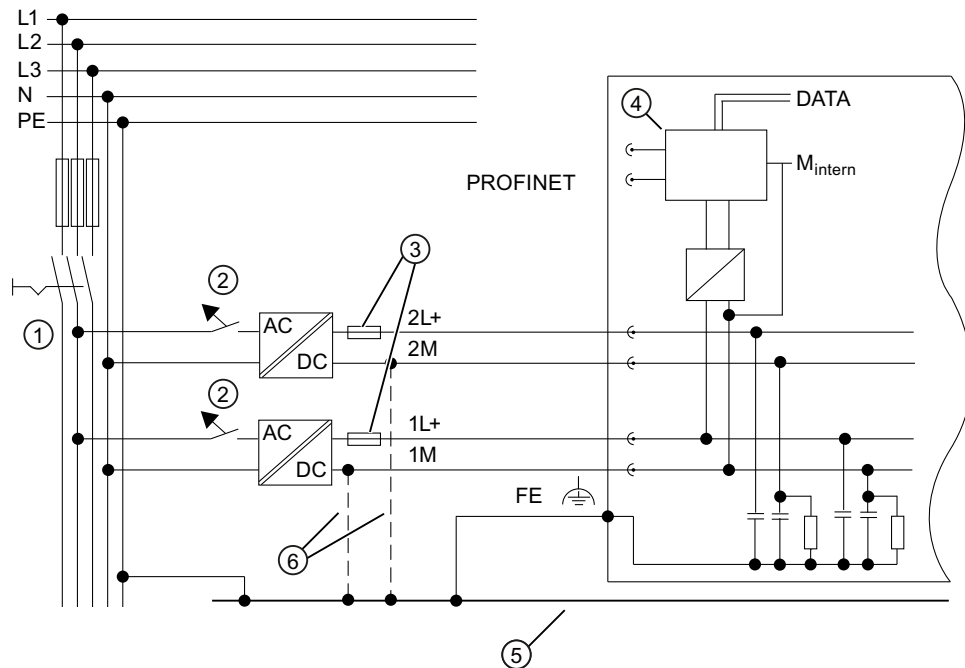 L1
L2
L3
N
PE
4
DATA
M intern
PROFINET
3
2
1
AC
DC
2L+
2M
2
AC
DC
1L+
1M
FE
6
5